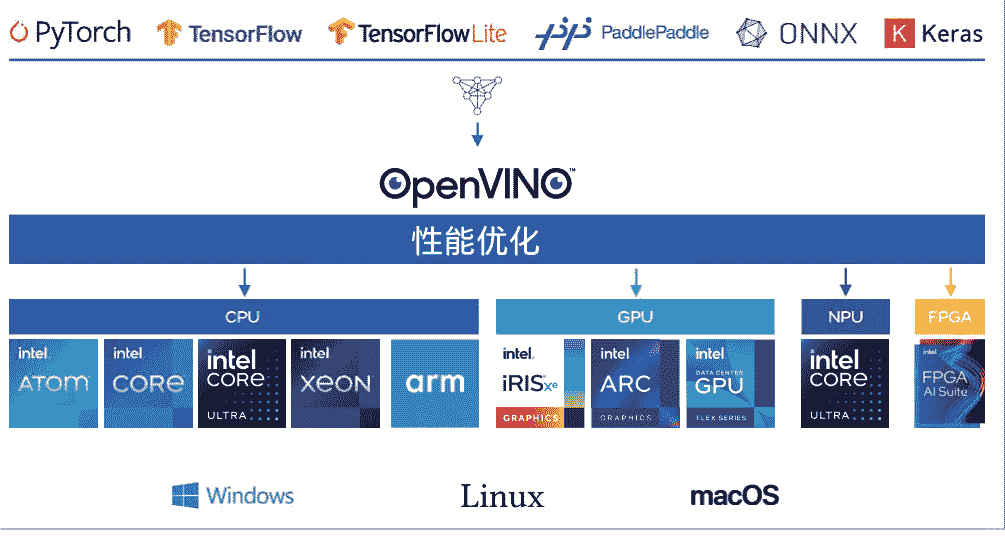 PyTorch TensorFlow TensorFlow Lite PaddlePaddle ONNX K Keras
OpenVINO™
性能优化
CPU GPU NPU FPGA
intel ATOM
intel CORE
intel CORE ULTRA
intel XEON
arm
intel IRIS Xe GRAPHICS
intel ARC GRAPHICS
intel DATA CENTER GPU FLEX SERIES
intel CORE ULTRA
intel FPGA AI Suite
Windows Linux macOS